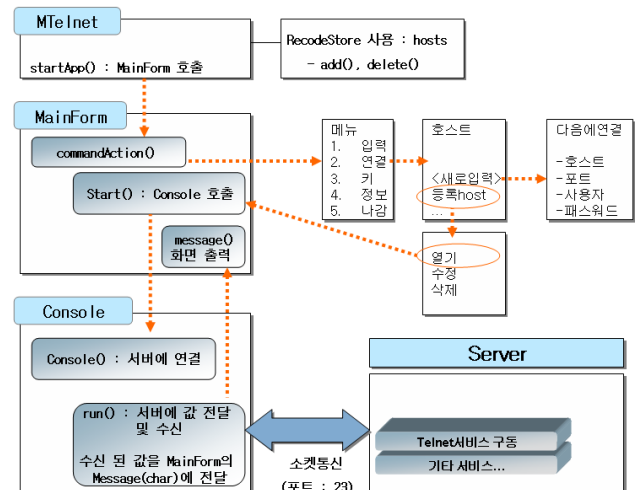 MTelnet
startApp() : MainForm 호출
RecodeStore 사용 : hosts
- add(), delete()
MainForm
commandAction()
Start() : Console 호출
message()
화면 출력
메뉴
1. 입력
2. 연결
3. 키
4. 정보
5. 나감
호스트
<새로입력>
등록host
...
다음에연결
-호스트
-포트
-사용자
-패스워드
열기
수정
삭제
Console
Console() : 서버에 연결
run() : 서버에 값 전달
및 수신
수신 된 값을 MainForm의
Message(char)에 전달
소켓통신
(포트 : 23)
Server
Telnet서비스 구동
기타 서비스...